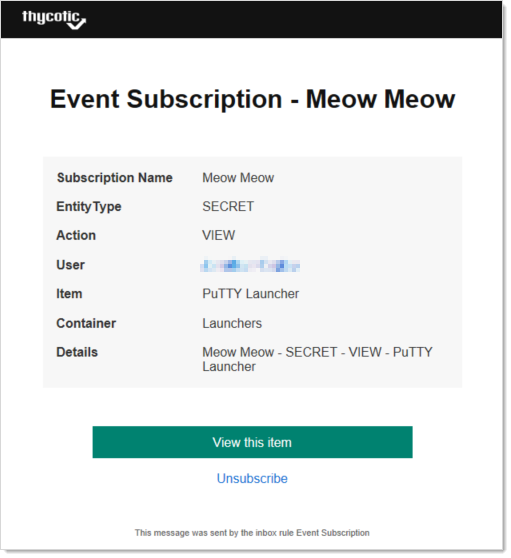 thycotic
Event Subscription - Meow Meow
Subscription Name Meow Meow
EntityType SECRET
Action VIEW
User
Item PuTTY Launcher
Container Launchers
Details Meow Meow - SECRET - VIEW - PuTTY
Launcher
View this item
Unsubscribe
This message was sent by the inbox rule Event Subscription